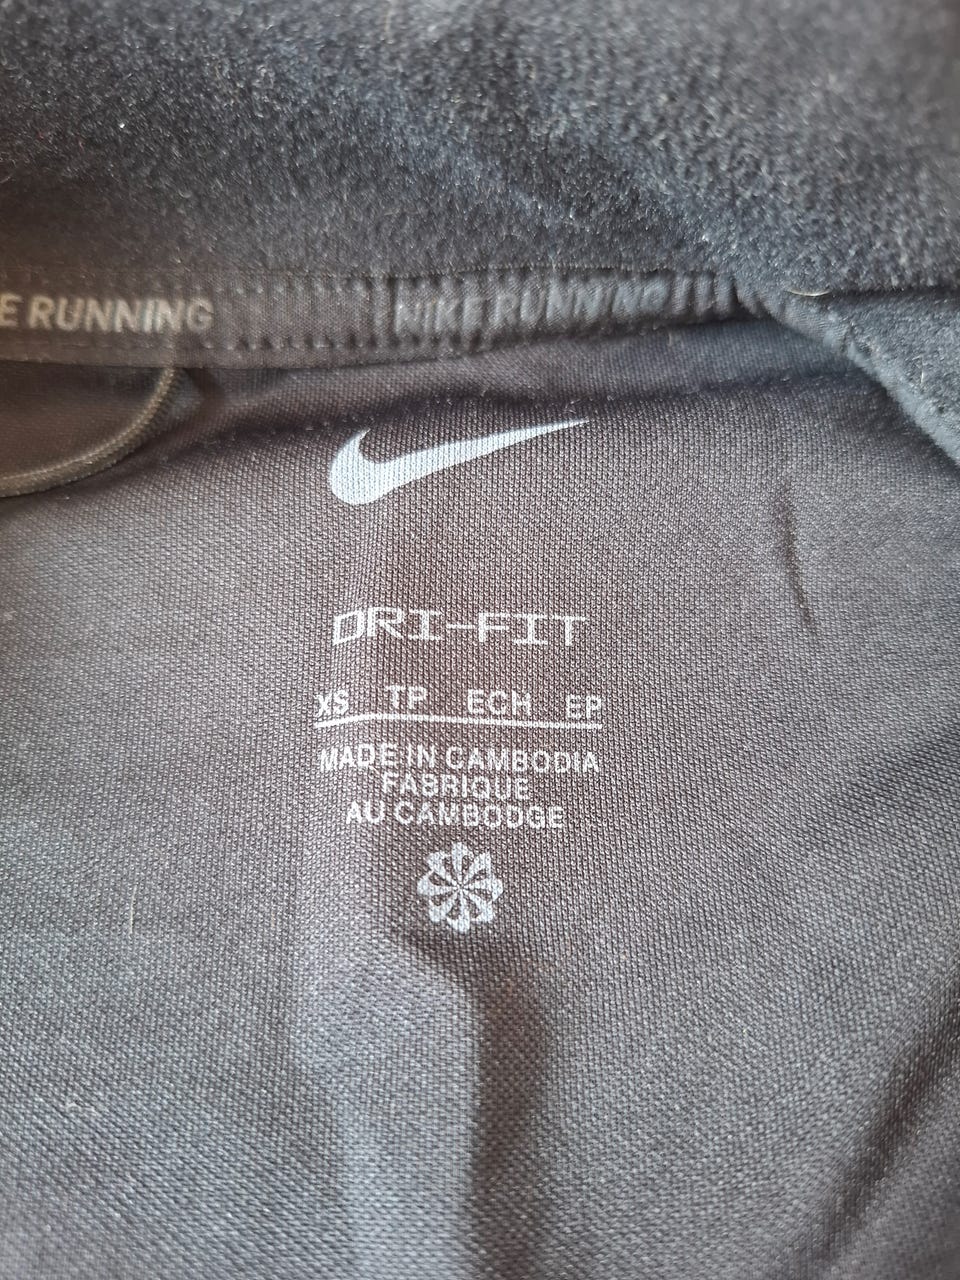 E RUNNING NIKE RUNNING
DRI-FIT
XS TP ECH EP
MADE IN CAMBODIA
FABRIQUE
AU CAMBODGE